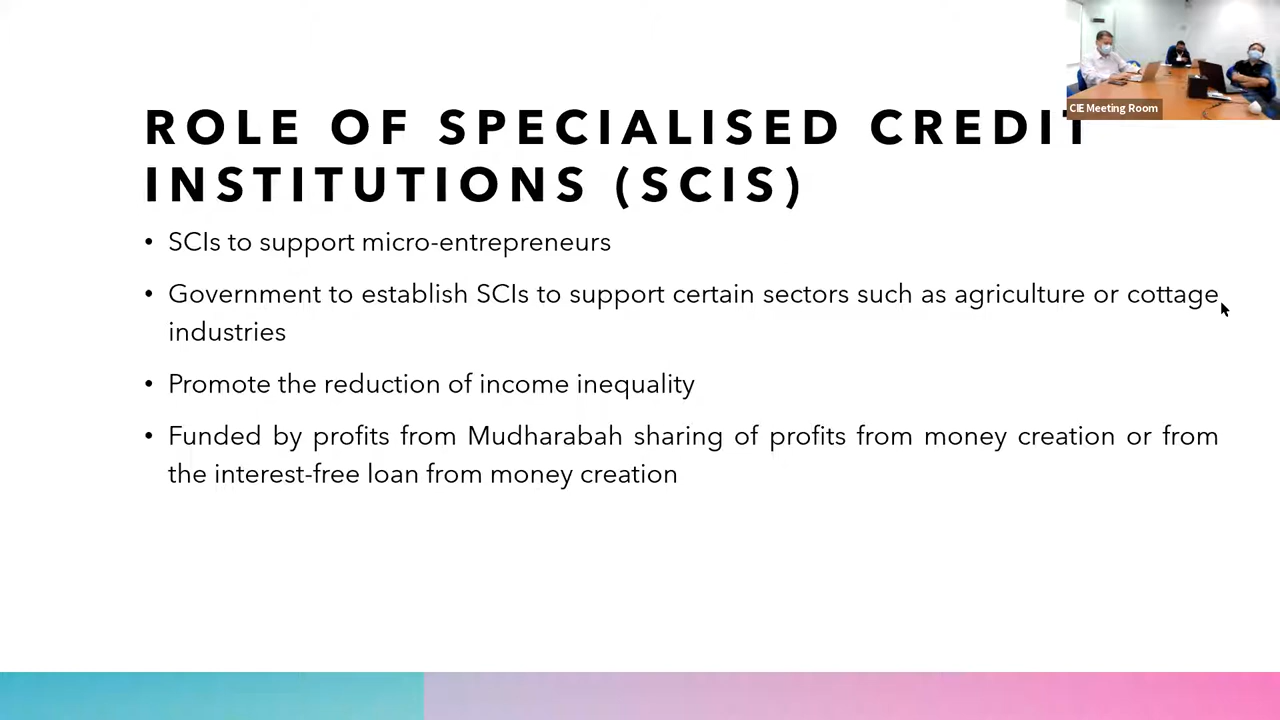 CIE Meeting Room
ROLE OF SPECIALISED CREDIT
INSTITUTIONS (SCIS)
• SCIs to support micro-entrepreneurs
• Government to establish SCIs to support certain sectors such as agriculture or cottage
industries
• Promote the reduction of income inequality
• Funded by profits from Mudharabah sharing of profits from money creation or from
the interest-free loan from money creation